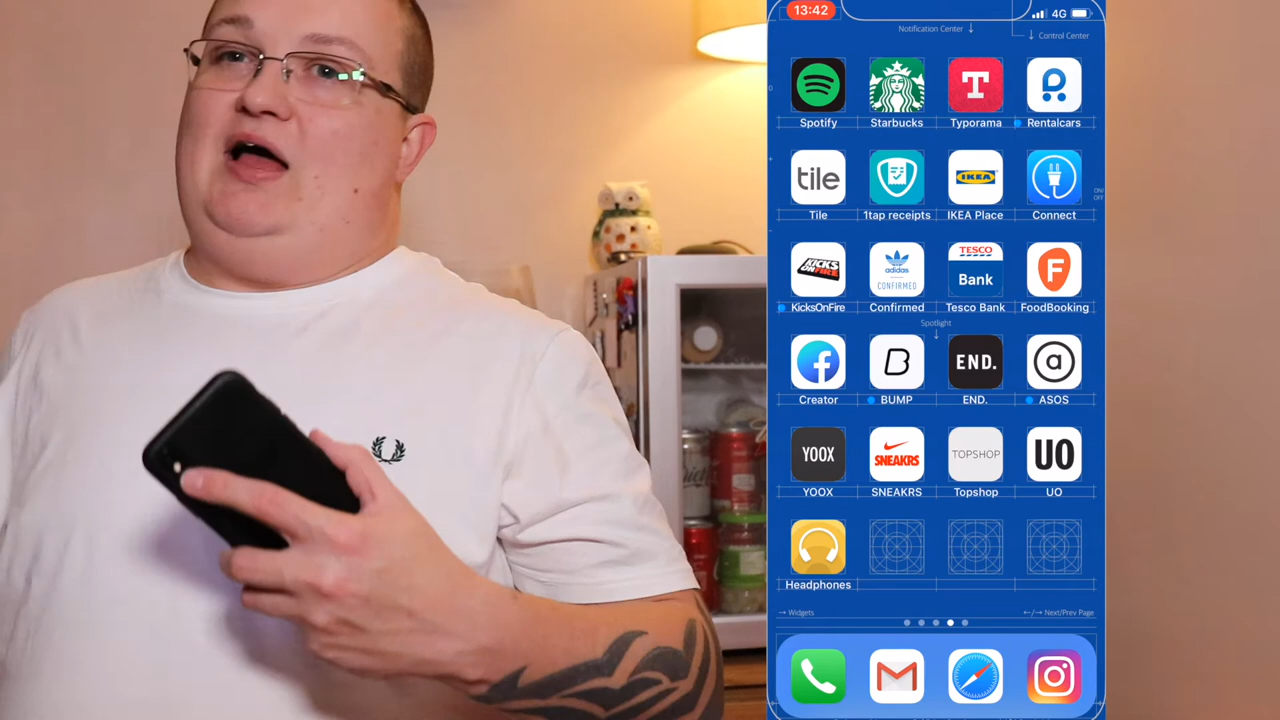 13:42
4G
Notification Center ↓
↓ Control Center
Spotify
Starbucks
T
Typorama
Rentalcars
tile
Tile
1tap receipts
IKEA
IKEA Place
Connect
ON/
OFF
KICKS
ONFIRE
KicksOnFire
adidas
CONFIRMED
Confirmed
TESCO
Bank
Tesco Bank
F
FoodBooking
Spotlight
↓
f
Creator
B
BUMP
END.
END.
a
ASOS
YOOX
YOOX
SNEAKRS
SNEAKRS
TOPSHOP
Topshop
UO
UO
Headphones
→ Widgets
←/→ Next/Prev Page